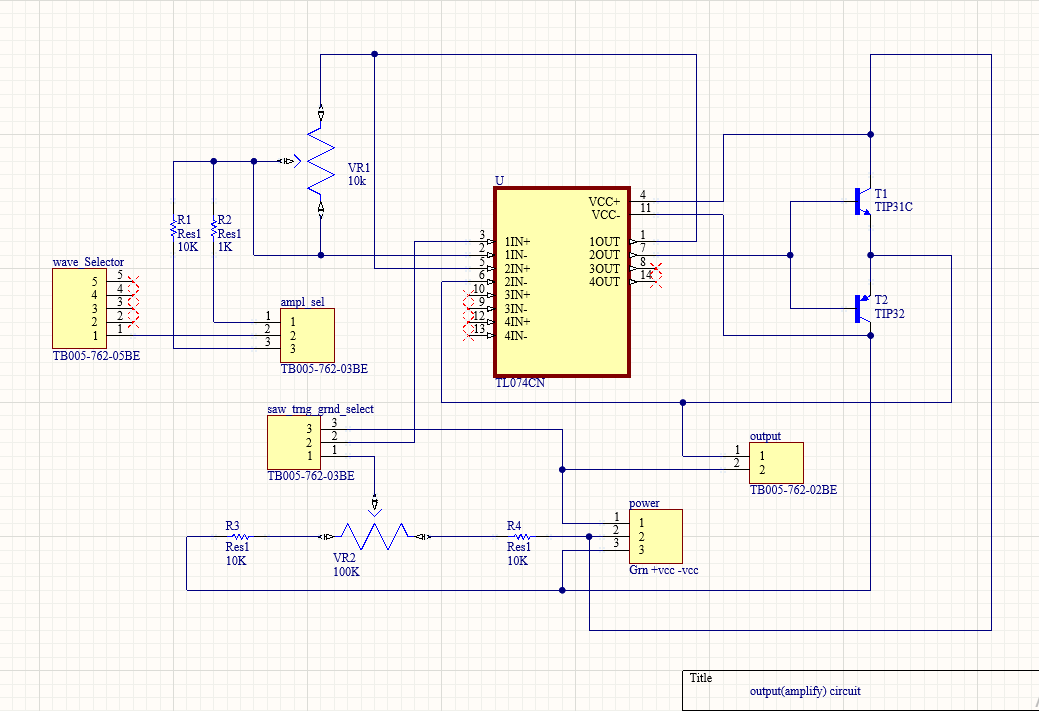 VR1
10k
R1
Res1
10K
R2
Res1
1K
wave_Selector
5 5
4 4
3 3
2 2
1 1
TB005-762-05BE
ampl_sel
1 1
2 2
3 3
TB005-762-03BE
U
VCC+ 4
VCC- 11
3 1IN+ 1OUT 1
2 1IN- 2OUT 7
5 2IN+ 3OUT 8
6 2IN- 4OUT 14
10 3IN+
9 3IN-
12 4IN+
13 4IN-
TL074CN
T1
TIP31C
T2
TIP32
saw_trng_grnd_select
3 3
2 2
1 1
TB005-762-03BE
output
1 1
2 2
TB005-762-02BE
power
1 1
2 2
3 3
Grn +vcc -vcc
R3
Res1
10K
VR2
100K
R4
Res1
10K
Title
output(amplify) circuit